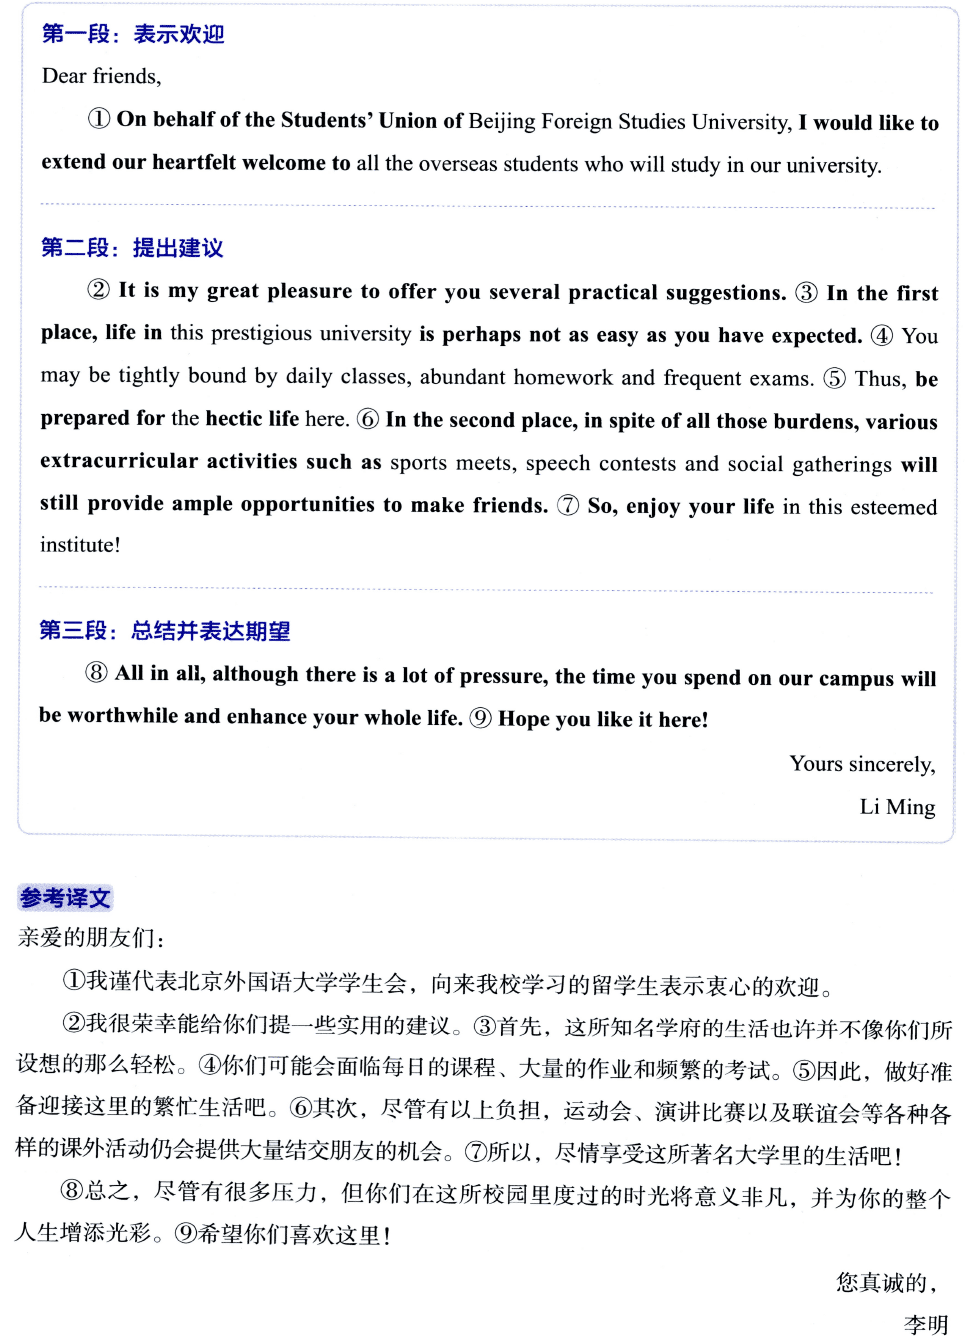 第一段：表示欢迎
Dear friends,
① On behalf of the Students' Union of Beijing Foreign Studies University, I would like to
extend our heartfelt welcome to all the overseas students who will study in our university.
第二段：提出建议
② It is my great pleasure to offer you several practical suggestions. ③ In the first
place, life in this prestigious university is perhaps not as easy as you have expected. ④ You
may be tightly bound by daily classes, abundant homework and frequent exams. ⑤ Thus, be
prepared for the hectic life here. ⑥ In the second place, in spite of all those burdens, various
extracurricular activities such as sports meets, speech contests and social gatherings will
still provide ample opportunities to make friends. ⑦ So, enjoy your life in this esteemed
institute!
第三段：总结并表达期望
⑧ All in all, although there is a lot of pressure, the time you spend on our campus will
be worthwhile and enhance your whole life. ⑨ Hope you like it here!
Yours sincerely,
Li Ming
参考译文
亲爱的朋友们：
①我谨代表北京外国语大学学生会，向来我校学习的留学生表示衷心的欢迎。
②我很荣幸能给你们提一些实用的建议。③首先，这所知名学府的生活也许并不像你们所
设想的那么轻松。④你们可能会面临每日的课程、大量的作业和频繁的考试。⑤因此，做好准
备迎接这里的繁忙生活吧。⑥其次，尽管有以上负担，运动会、演讲比赛以及联谊会等各种各
样的课外活动仍会提供大量结交朋友的机会。⑦所以，尽情享受这所著名大学里的生活吧！
⑧总之，尽管有很多压力，但你们在这所校园里度过的时光将意义非凡，并为你的整个
人生增添光彩。⑨希望你们喜欢这里！
您真诚的，
李明